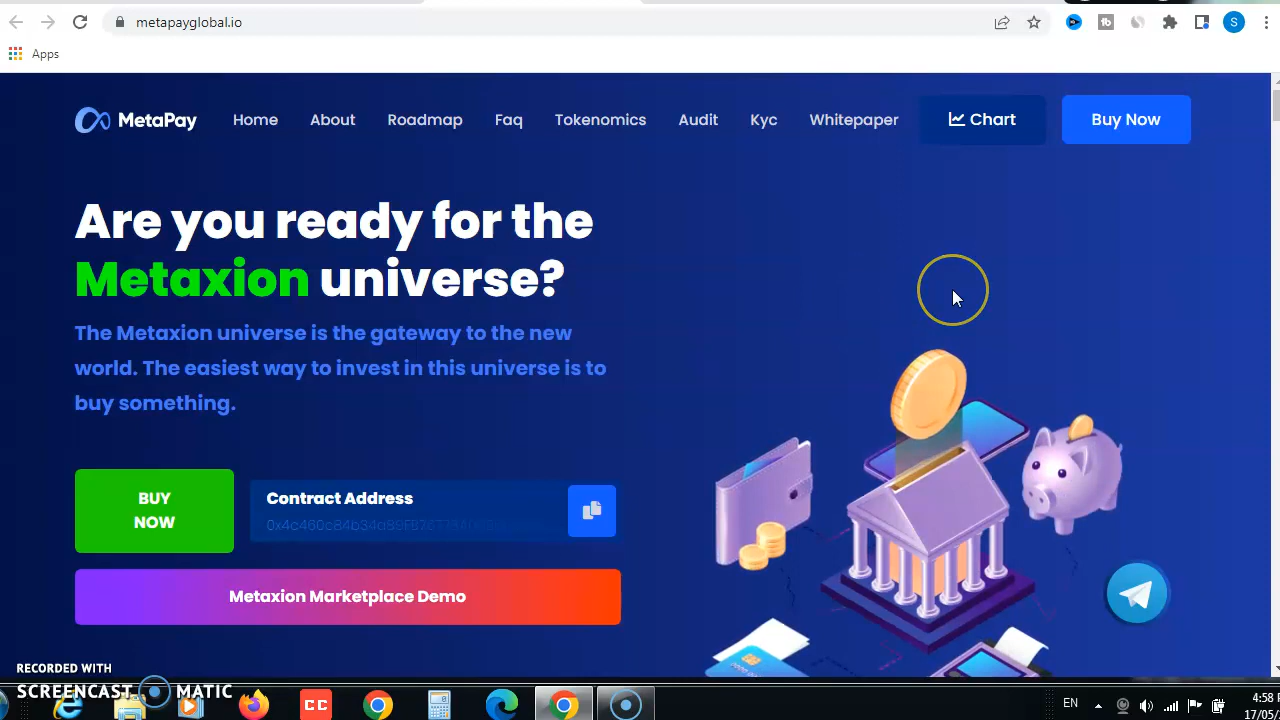 metapayglobal.io
Apps
MetaPay Home About Roadmap Faq Tokenomics Audit Kyc Whitepaper Chart Buy Now
Are you ready for the
Metaxion universe?
The Metaxion universe is the gateway to the new
world. The easiest way to invest in this universe is to
buy something.
BUY
NOW
Contract Address
Metaxion Marketplace Demo
RECORDED WITH
SCREENCAST MATIC
CC
EN
4:58
17/05